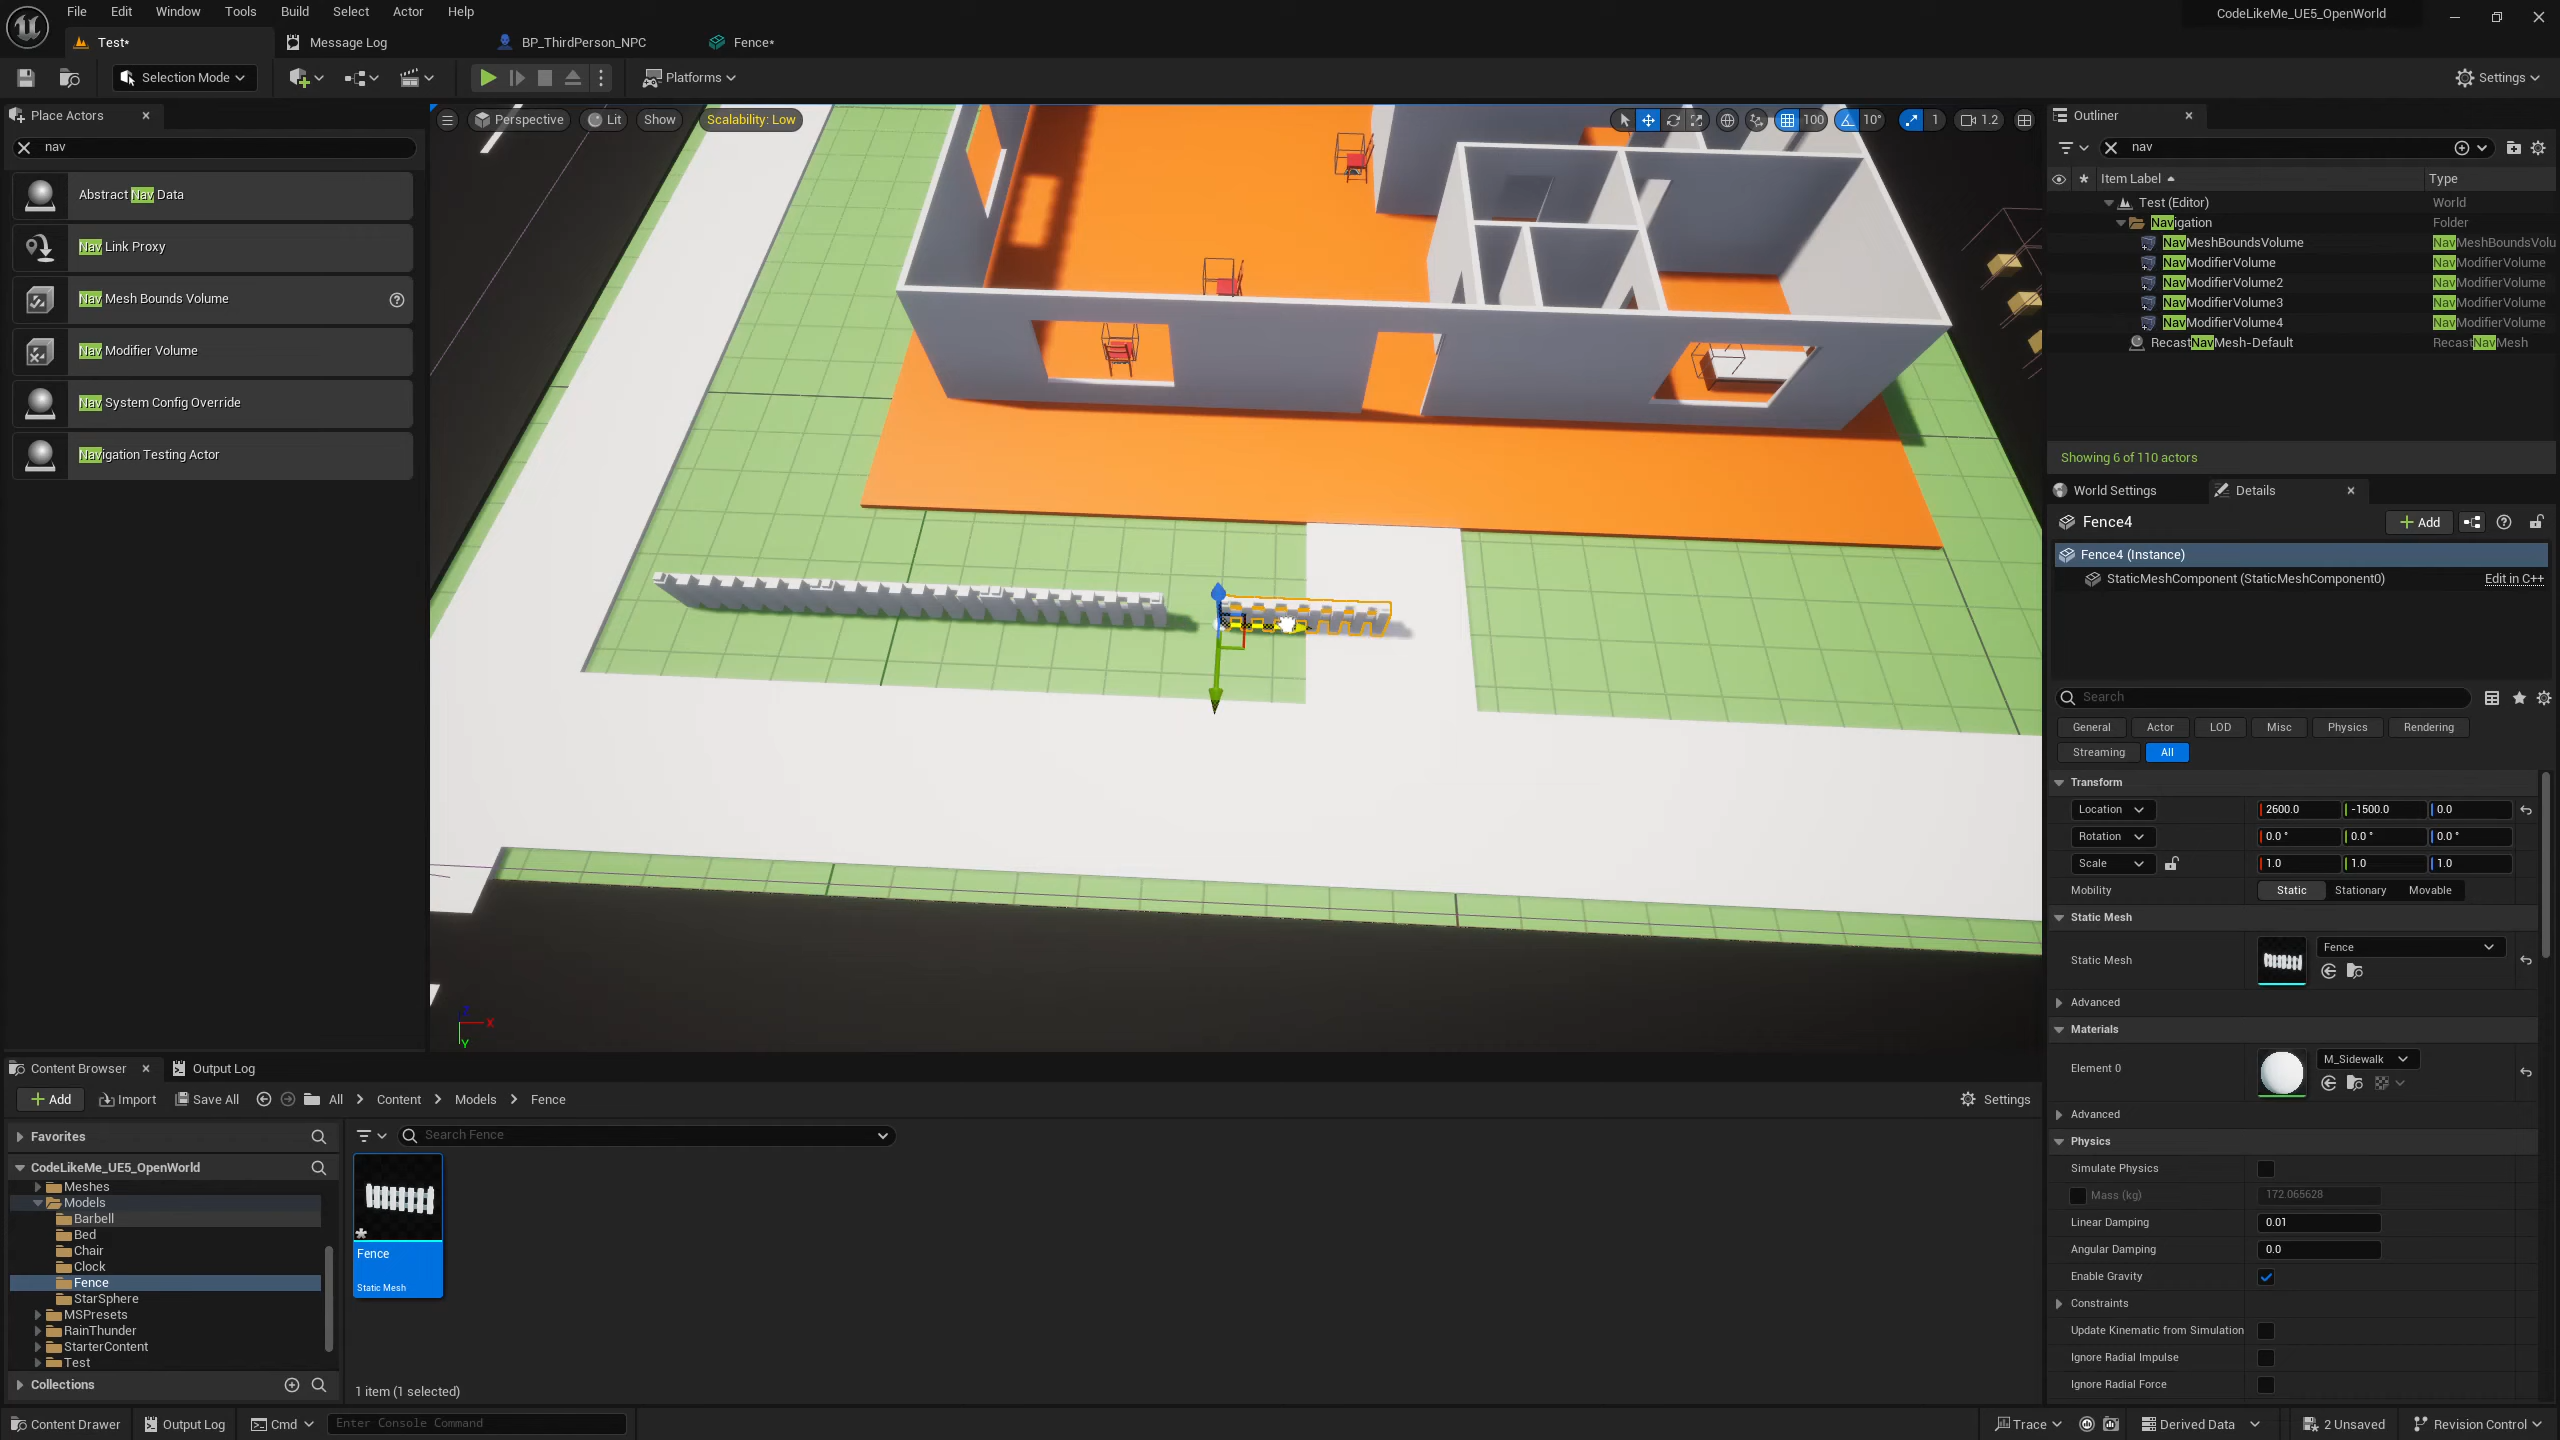 File Edit Window Tools Build Select Actor Help
CodeLikeMe_UE5_OpenWorld
Test*
Message Log
BP_ThirdPerson_NPC
Fence*
Selection Mode
Platforms
Settings
Place Actors
nav
Abstract Nav Data
Nav Link Proxy
Nav Mesh Bounds Volume
Nav Modifier Volume
Nav System Config Override
Navigation Testing Actor
Perspective
Lit
Show
Scalability: Low
100
10°
1
1.2
X
Y
Outliner
nav
Item Label
Type
Test (Editor)
World
Navigation
Folder
NavMeshBoundsVolume
NavMeshBoundsVolu
NavModifierVolume
NavModifierVolume
NavModifierVolume2
NavModifierVolume
NavModifierVolume3
NavModifierVolume
NavModifierVolume4
NavModifierVolume
RecastNavMesh-Default
RecastNavMesh
Showing 6 of 110 actors
World Settings
Details
Fence4
Add
Fence4 (Instance)
StaticMeshComponent (StaticMeshComponent0)
Edit in C++
Search
General
Actor
LOD
Misc
Physics
Rendering
Streaming
All
Transform
Location
2600.0
-1500.0
0.0
Rotation
0.0 °
0.0 °
0.0 °
Scale
1.0
1.0
1.0
Mobility
Static
Stationary
Movable
Static Mesh
Static Mesh
Fence
Advanced
Materials
Element 0
M_Sidewalk
Advanced
Physics
Simulate Physics
Mass (kg)
172.065628
Linear Damping
0.01
Angular Damping
0.0
Enable Gravity
Constraints
Update Kinematic from Simulation
Ignore Radial Impulse
Ignore Radial Force
Content Browser
Output Log
Add
Import
Save All
All
Content
Models
Fence
Settings
Favorites
CodeLikeMe_UE5_OpenWorld
Meshes
Models
Barbell
Bed
Chair
Clock
Fence
StarSphere
MSPresets
RainThunder
StarterContent
Test
Collections
Search Fence
Fence
Static Mesh
1 item (1 selected)
Content Drawer
Output Log
Cmd
Enter Console Command
Trace
Derived Data
2 Unsaved
Revision Control